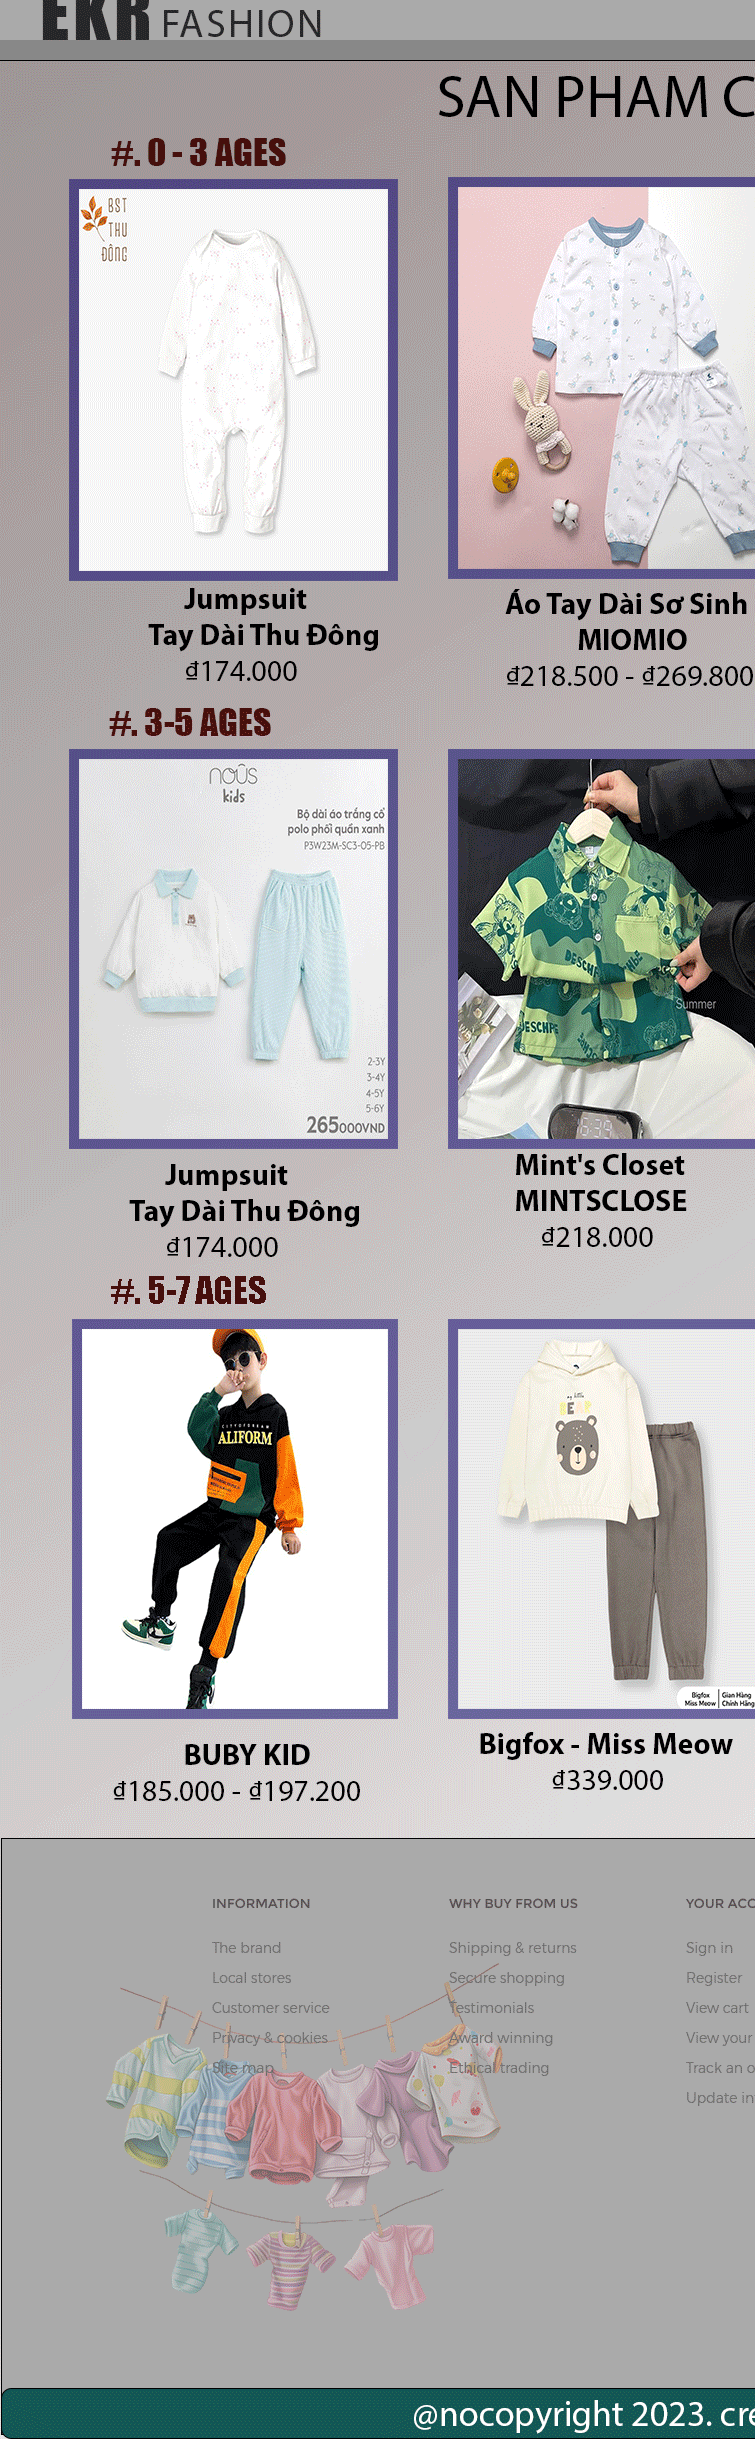 EKR FASHION
SAN PHAM C
#. 0 - 3 AGES
BST
THU
ĐÔNG
Jumpsuit
Tay Dài Thu Đông
₫174.000
Áo Tay Dài Sơ Sinh
MIOMIO
₫218.500 - ₫269.800
#. 3-5 AGES
noûs
kids
Bộ dài áo trắng cổ
polo phối quần xanh
P3W23M-SC3-05-PB
2-3Y
3-4Y
4-5Y
5-6Y
265000VND
DESCHPE
DESCHPE
Summer
6:39
Jumpsuit
Tay Dài Thu Đông
₫174.000
Mint's Closet
MINTSCLOSE
₫218.000
#. 5-7 AGES
ALIFORM
BEAR
Bigfox
Miss Meow
Gian Hàng
Chính Hãng
BUBY KID
₫185.000 - ₫197.200
Bigfox - Miss Meow
₫339.000
INFORMATION
The brand
Local stores
Customer service
Privacy & cookies
Site map
WHY BUY FROM US
Shipping & returns
Secure shopping
Testimonials
Award winning
Ethical trading
YOUR ACC
Sign in
Register
View cart
View your
Track an o
Update in
@nocopyright 2023. cre